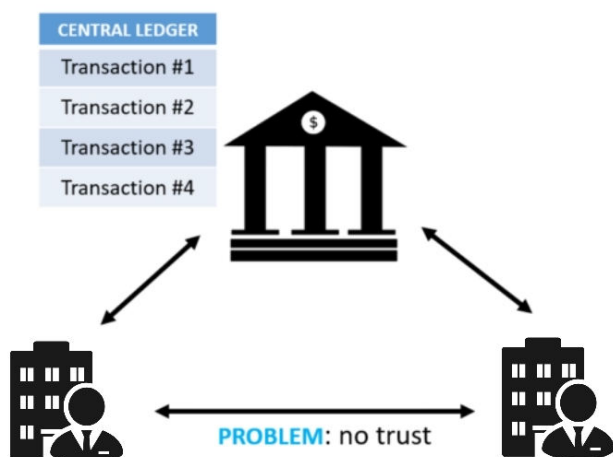 CENTRAL LEDGER
Transaction #1
Transaction #2
Transaction #3
Transaction #4
$
PROBLEM: no trust